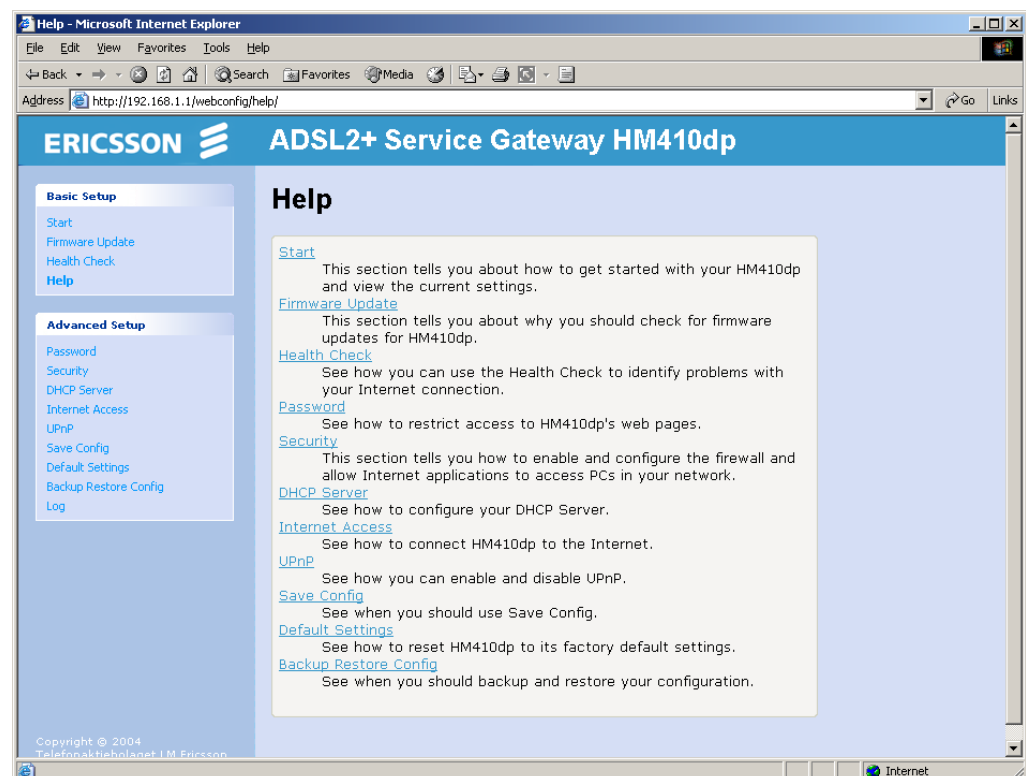 Help - Microsoft Internet Explorer
File Edit View Favorites Tools Help
Back Search Favorites Media
Address http://192.168.1.1/webconfig/help/ Go Links
ERICSSON ADSL2+ Service Gateway HM410dp
Basic Setup
Start
Firmware Update
Health Check
Help
Advanced Setup
Password
Security
DHCP Server
Internet Access
UPnP
Save Config
Default Settings
Backup Restore Config
Log
Copyright © 2004
Telefonaktiebolaget LM Ericsson
Help
Start
This section tells you about how to get started with your HM410dp
and view the current settings.
Firmware Update
This section tells you about why you should check for firmware
updates for HM410dp.
Health Check
See how you can use the Health Check to identify problems with
your Internet connection.
Password
See how to restrict access to HM410dp's web pages.
Security
This section tells you how to enable and configure the firewall and
allow Internet applications to access PCs in your network.
DHCP Server
See how to configure your DHCP Server.
Internet Access
See how to connect HM410dp to the Internet.
UPnP
See how you can enable and disable UPnP.
Save Config
See when you should use Save Config.
Default Settings
See how to reset HM410dp to its factory default settings.
Backup Restore Config
See when you should backup and restore your configuration.
Internet